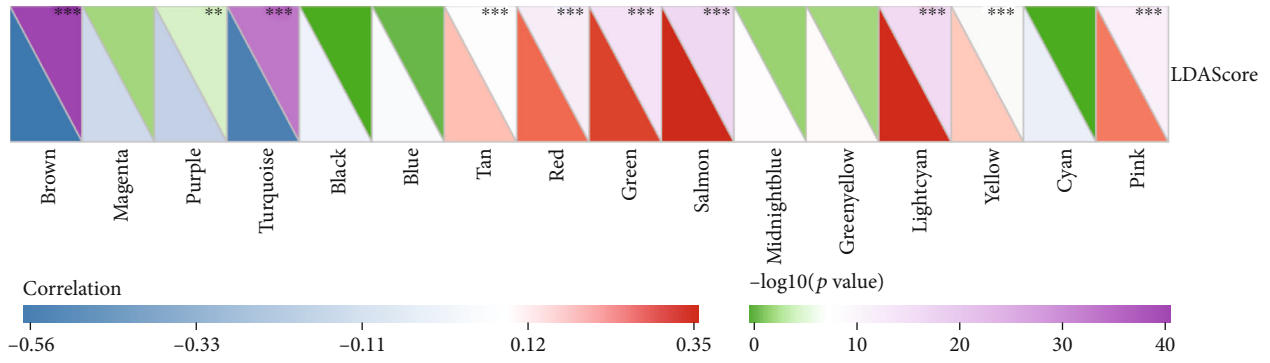 *** ** *** *** *** *** *** *** *** ***
LDAScore
Brown Magenta Purple Turquoise Black Blue Tan Red Green Salmon Midnightblue Greenyellow Lightcyan Yellow Cyan Pink
Correlation
−0.56 −0.33 −0.11 0.12 0.35
−log10(p value)
0 10 20 30 40